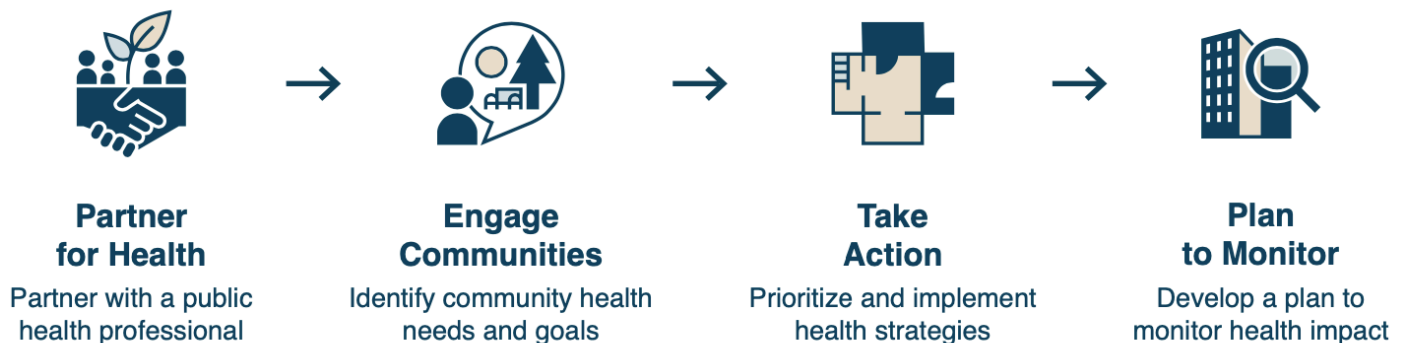 Partner
for Health
Partner with a public
health professional
Engage
Communities
Identify community health
needs and goals
Take
Action
Prioritize and implement
health strategies
Plan
to Monitor
Develop a plan to
monitor health impact